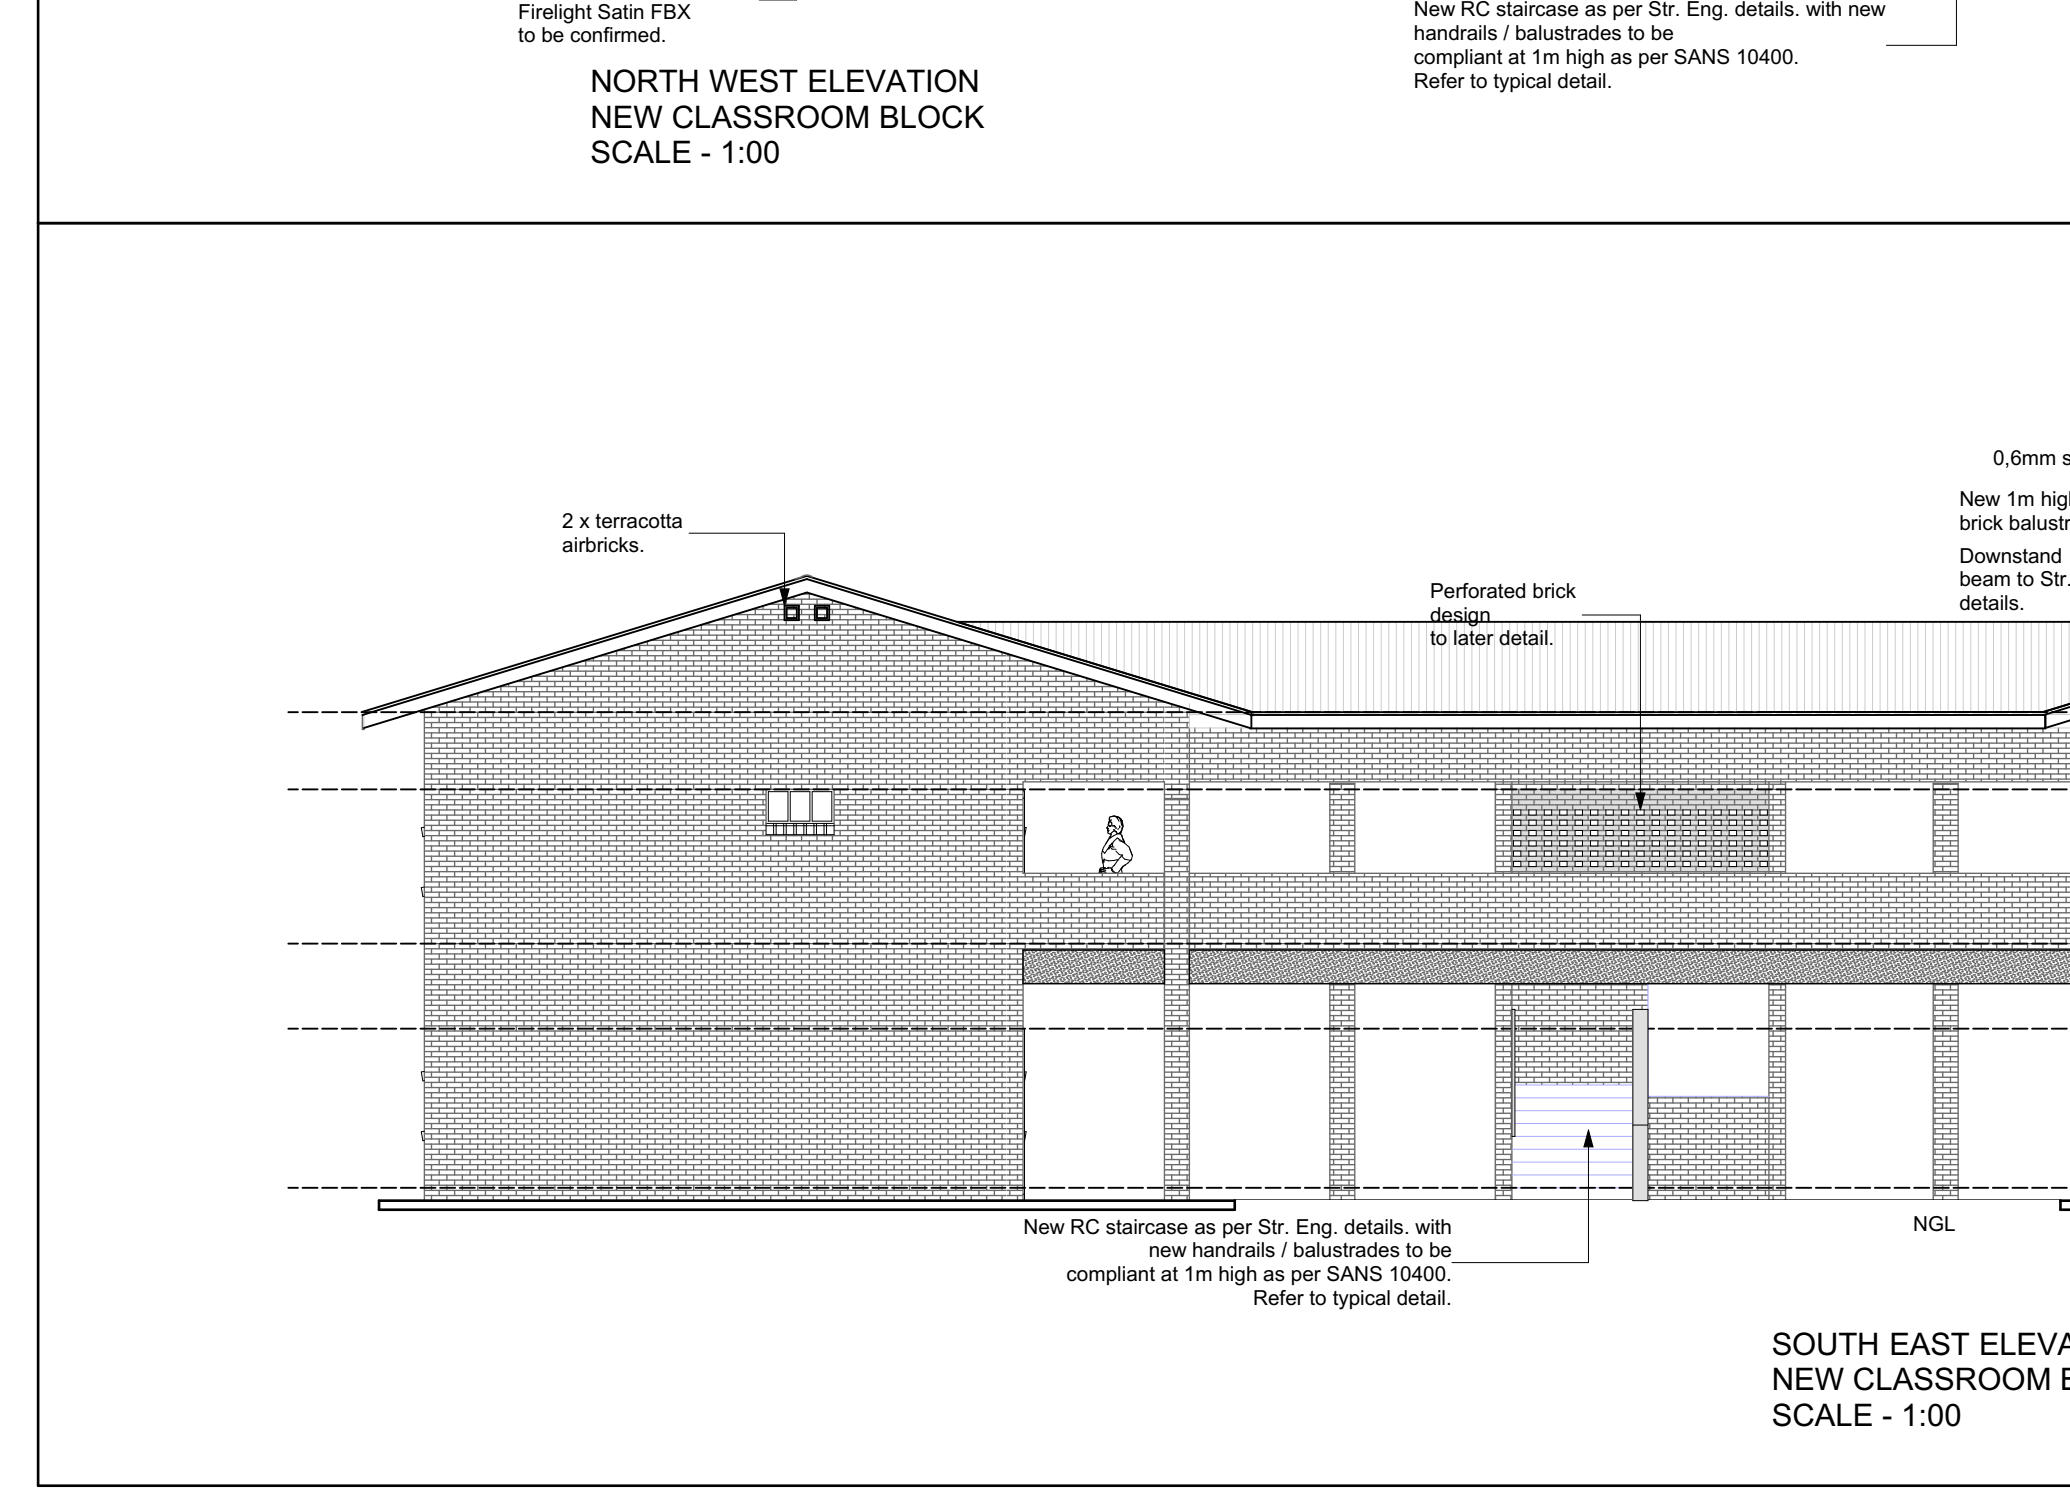 Firelight Satin FBX
to be confirmed.
New RC staircase as per Str. Eng. details. with new
handrails / balustrades to be
compliant at 1m high as per SANS 10400.
Refer to typical detail.
NORTH WEST ELEVATION
NEW CLASSROOM BLOCK
SCALE - 1:00
0,6mm s
New 1m high
brick balustr
Downstand
beam to Str.
details.
2 x terracotta
airbricks.
Perforated brick
design
to later detail.
New RC staircase as per Str. Eng. details. with
new handrails / balustrades to be
compliant at 1m high as per SANS 10400.
Refer to typical detail.
NGL
SOUTH EAST ELEVA
NEW CLASSROOM B
SCALE - 1:00